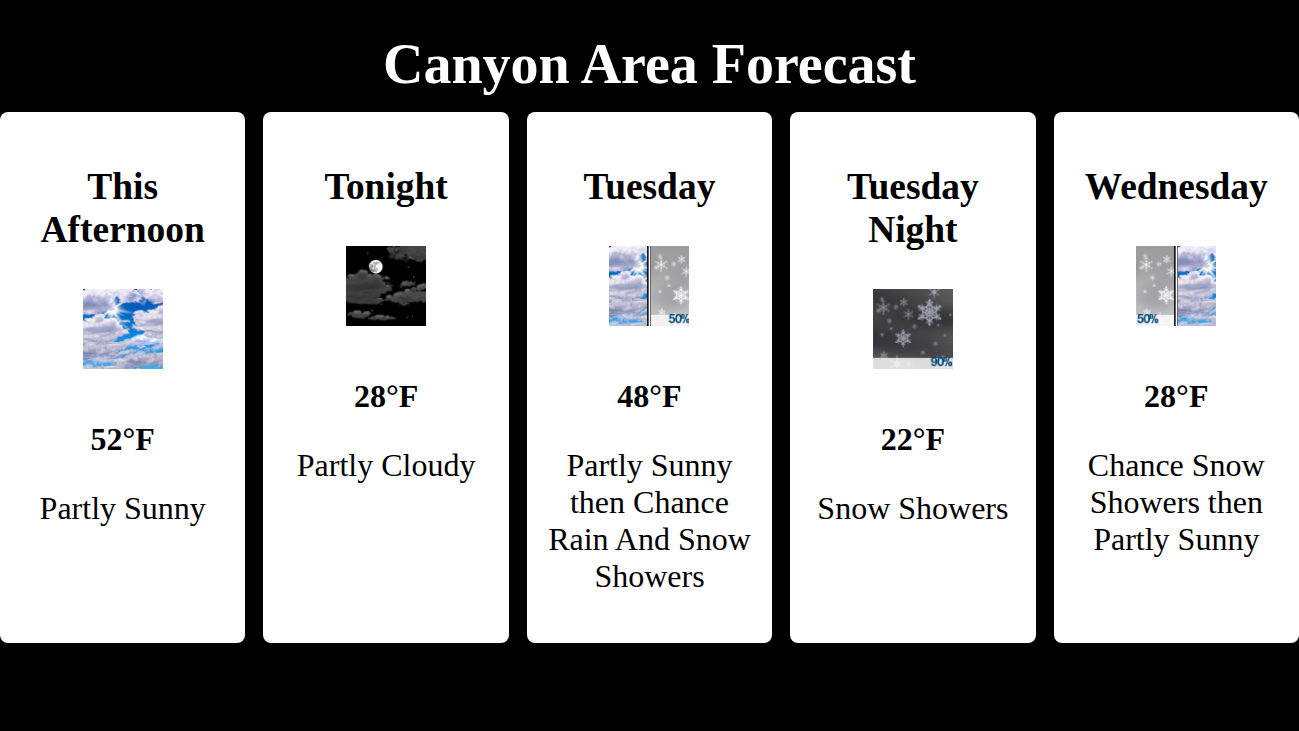 Canyon Area Forecast
This
Afternoon
52°F
Partly Sunny
Tonight
28°F
Partly Cloudy
Tuesday
50%
48°F
Partly Sunny
then Chance
Rain And Snow
Showers
Tuesday
Night
90%
22°F
Snow Showers
Wednesday
50%
28°F
Chance Snow
Showers then
Partly Sunny